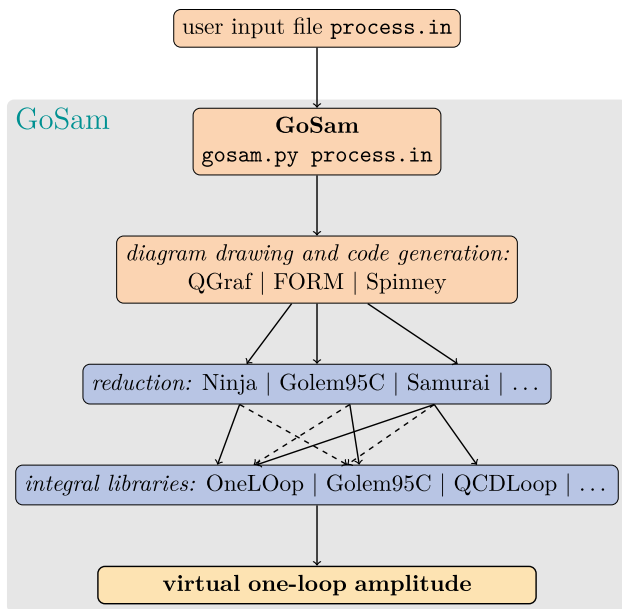 user input file process.in
GoSam
GoSam
gosam.py process.in
diagram drawing and code generation:
QGraf | FORM | Spinney
reduction: Ninja | Golem95C | Samurai | ...
integral libraries: OneLOop | Golem95C | QCDLoop | ...
virtual one-loop amplitude